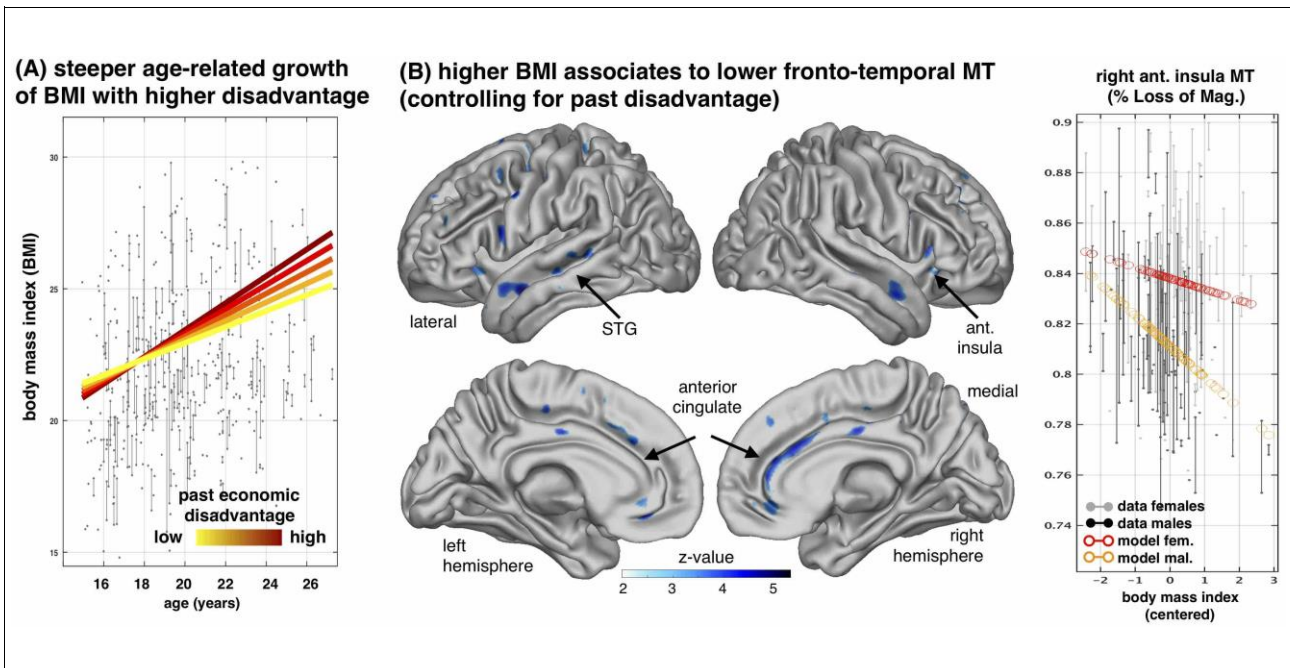 (A) steeper age-related growth
of BMI with higher disadvantage
30
25
20
15
body mass index (BMI)
past economic
disadvantage
low
high
16
18
20
22
24
26
age (years)
(B) higher BMI associates to lower fronto-temporal MT
(controlling for past disadvantage)
lateral
STG
ant.
insula
anterior
cingulate
medial
left
hemisphere
right
hemisphere
z-value
2
3
4
5
right ant. insula MT
(% Loss of Mag.)
0.9
0.88
0.86
0.84
0.82
0.8
0.78
0.76
0.74
data females
data males
model fem.
model mal.
-2
-1
0
1
2
3
body mass index
(centered)